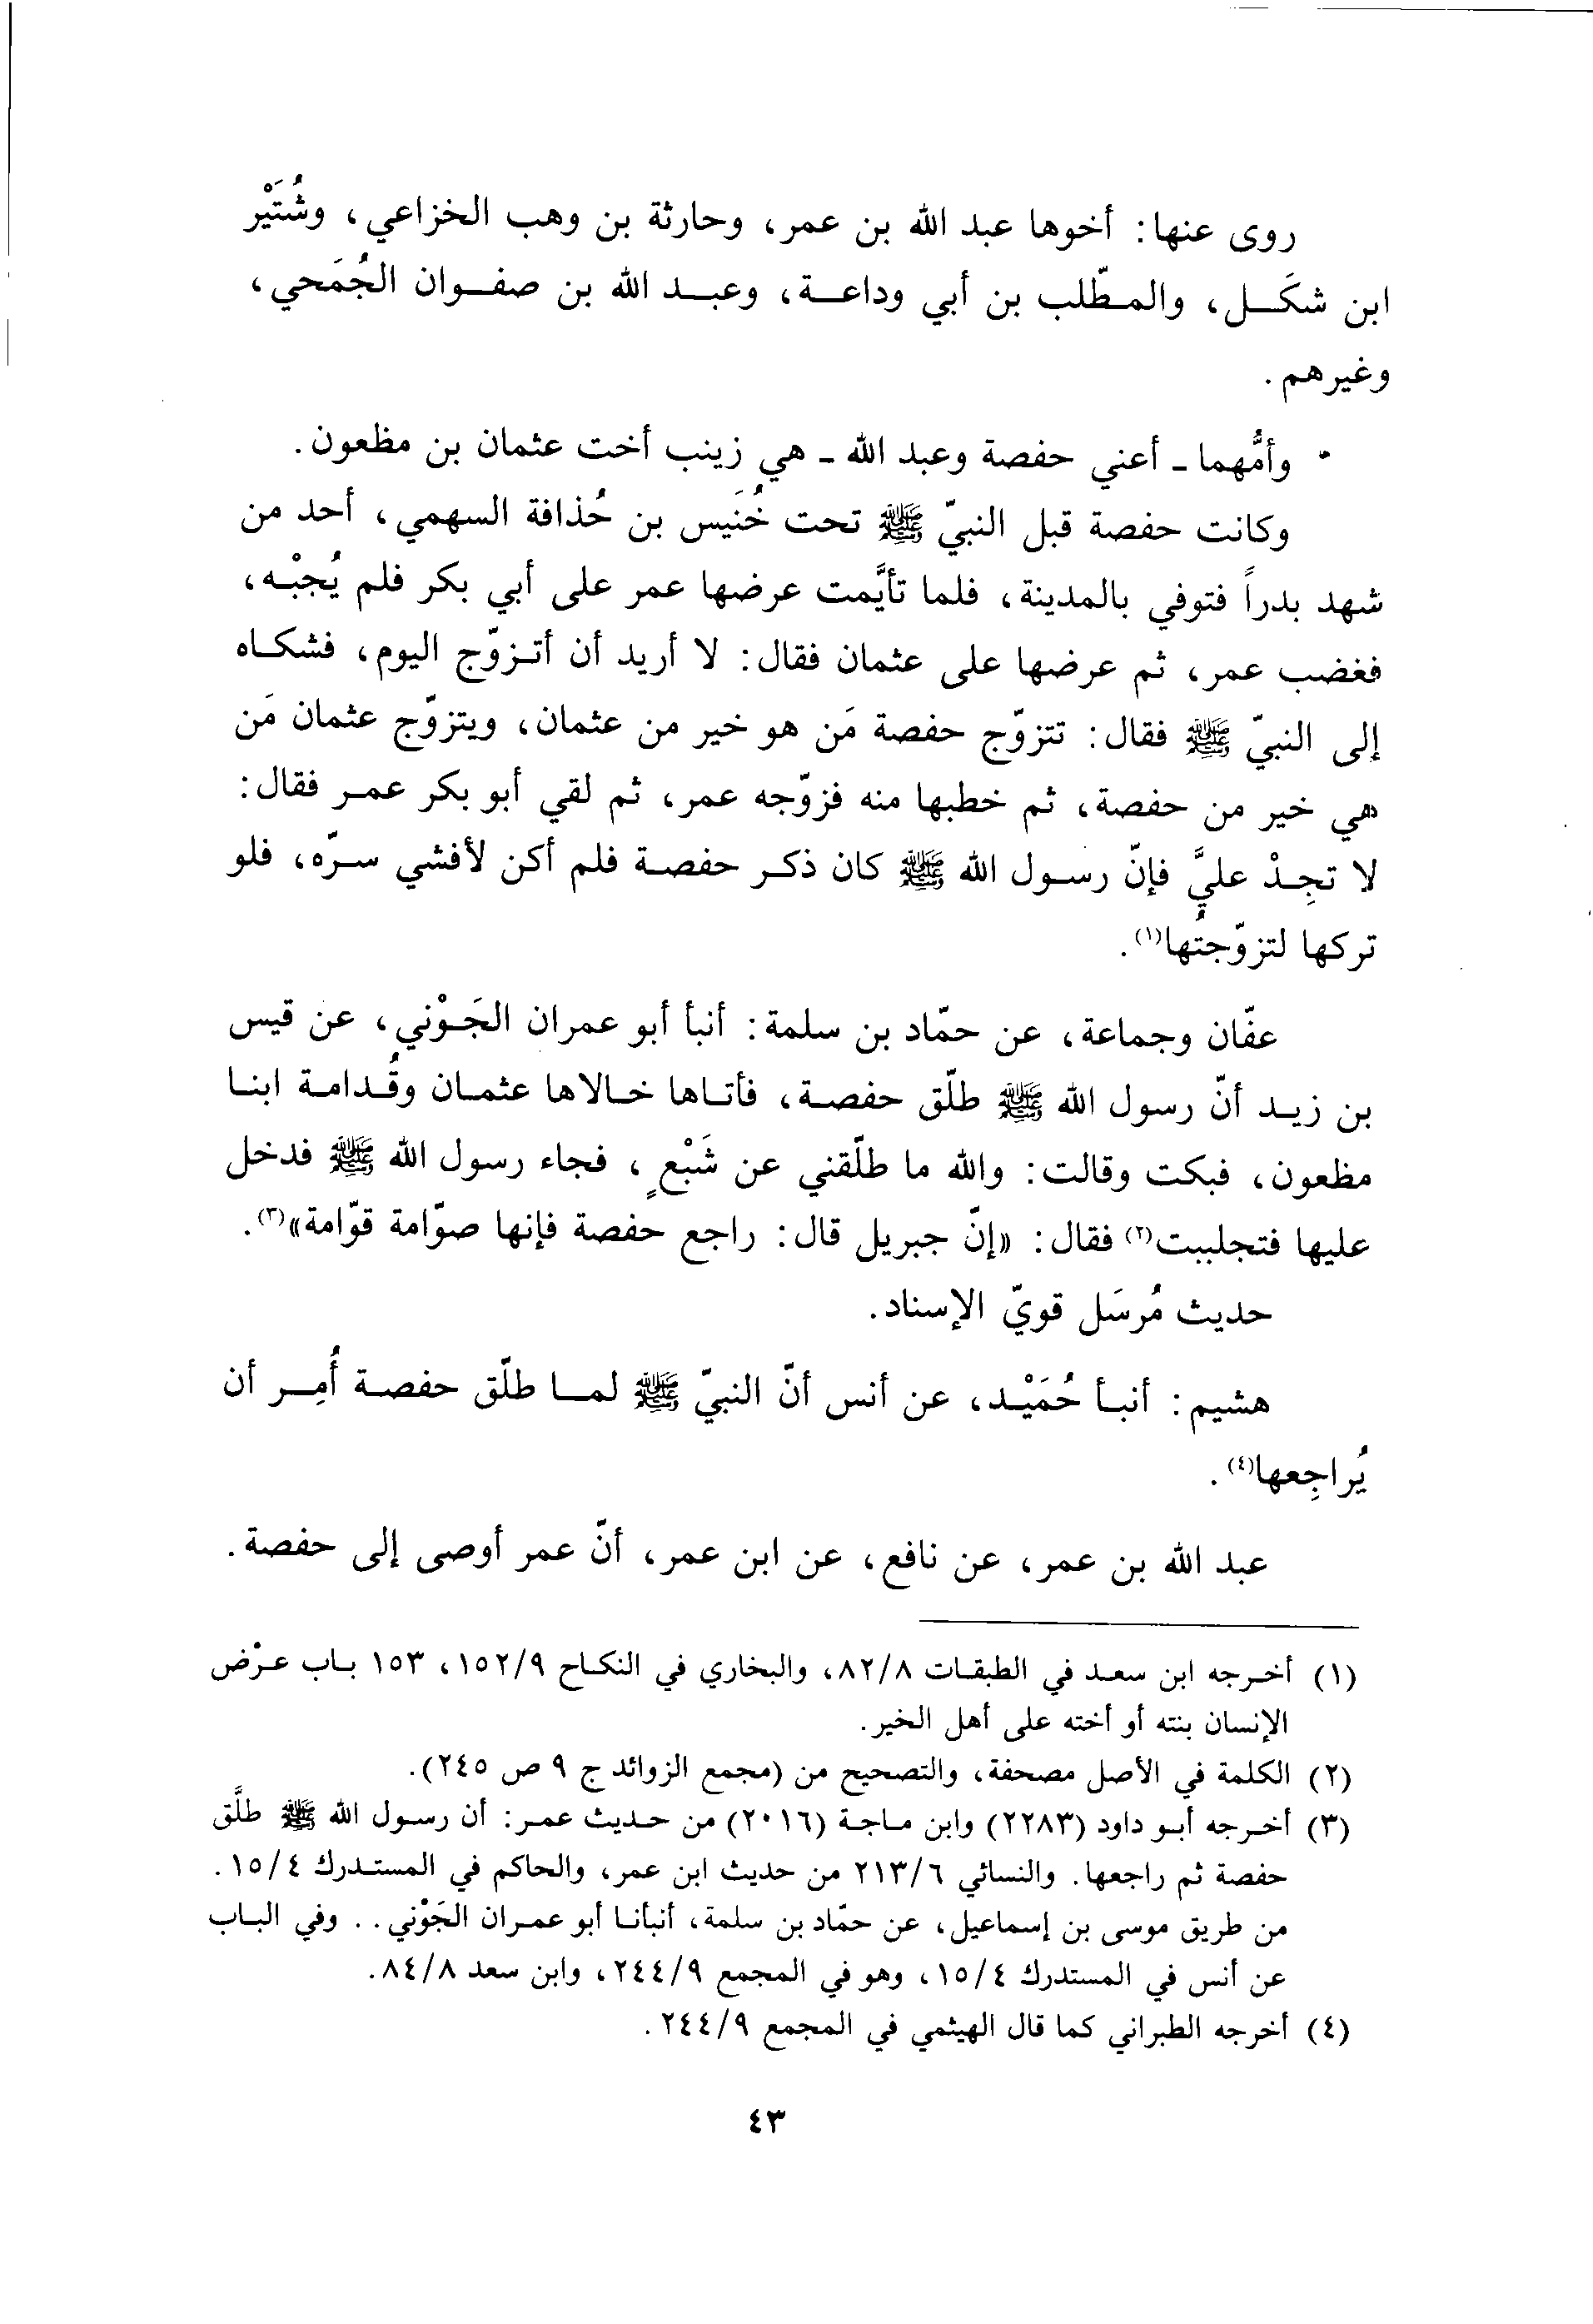 روى عنها: أخوها عبد الله بن عمر، وحارثة بن وهب الخزاعي، وشُتَيْر
ابن شكَل، والمطّلب بن أبي وداعة، وعبد الله بن صفوان الجُمَحي،
وغيرهم.
وأمُّهما ـ أعني حفصة وعبد الله ـ هي زينب أخت عثمان بن مظعون.
وكانت حفصة قبل النبيّ ﷺ تحت خُنَيس بن حُذافة السهمي، أحد من
شهد بدراً فتوفي بالمدينة، فلما تأيَّمت عرضها عمر على أبي بكر فلم يُجبْه،
فغضب عمر، ثم عرضها على عثمان فقال: لا أريد أن أتزوّج اليوم، فشكاه
إلى النبيّ ﷺ فقال: تتزوّج حفصة مَن هو خير من عثمان، ويتزوّج عثمان مَن
هي خير من حفصة، ثم خطبها منه فزوّجه عمر، ثم لقي أبو بكر عمر فقال:
لا تجِدْ عليَّ فإنّ رسول الله ﷺ كان ذكر حفصة فلم أكن لأفشي سرّه، فلو
تركها لتزوّجتُها(١).
عفّان وجماعة، عن حمّاد بن سلمة: أنبأ أبو عمران الجَوْني، عن قيس
بن زيد أنّ رسول الله ﷺ طلّق حفصة، فأتاها خالاها عثمان وقُدامة ابنا
مظعون، فبكت وقالت: والله ما طلّقني عن شَبْعٍ، فجاء رسول الله ﷺ فدخل
عليها فتجلببت(٢) فقال: «إنّ جبريل قال: راجع حفصة فإنها صوّامة قوّامة»(٣).
حديث مُرسَل قويّ الإسناد.
هشيم: أنبأ حُمَيْد، عن أنس أنّ النبيّ ﷺ لما طلّق حفصة أُمِر أن
يُراجِعها(٤).
عبد الله بن عمر، عن نافع، عن ابن عمر، أنّ عمر أوصى إلى حفصة.
(١) أخرجه ابن سعد في الطبقات ٨٢/٨، والبخاري في النكاح ١٥٢/٩، ١٥٣ باب عرْض
الإنسان بنته أو أخته على أهل الخير.
(٢) الكلمة في الأصل مصحفة، والتصحيح من (مجمع الزوائد ج ٩ ص ٢٤٥).
(٣) أخرجه أبو داود (٢٢٨٣) وابن ماجة (٢٠١٦) من حديث عمر: أن رسول الله ﷺ طلَّق
حفصة ثم راجعها. والنسائي ٢١٣/٦ من حديث ابن عمر، والحاكم في المستدرك ١٥/٤.
من طريق موسى بن إسماعيل، عن حمّاد بن سلمة، أنبأنا أبو عمران الجَوْني.. وفي الباب
عن أنس في المستدرك ١٥/٤، وهو في المجمع ٢٤٤/٩، وابن سعد ٨٤/٨.
(٤) أخرجه الطبراني كما قال الهيثمي في المجمع ٢٤٤/٩.
٤٣